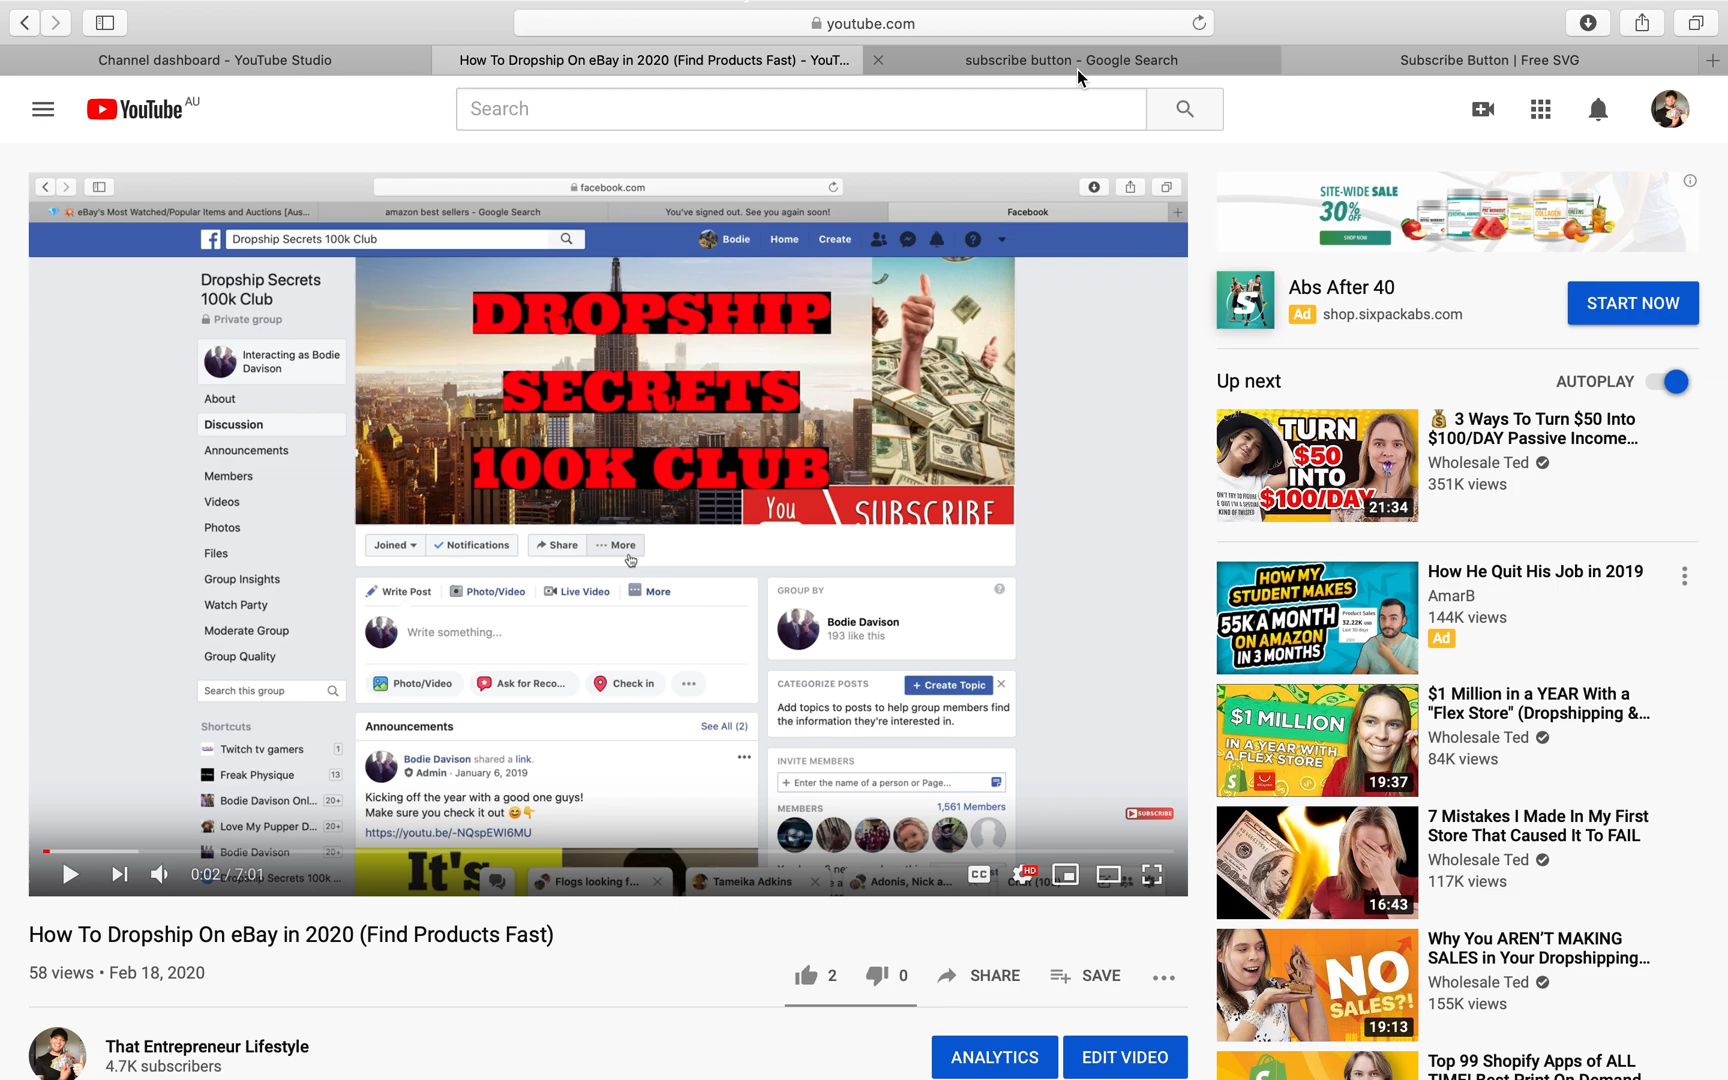 youtube.com
Channel dashboard - YouTube Studio
How To Dropship On eBay in 2020 (Find Products Fast) - YouT...
subscribe button - Google Search
Subscribe Button | Free SVG
YouTube AU
Search
facebook.com
eBay's Most Watched/Popular Items and Auctions [Aus...
amazon best sellers - Google Search
You've signed out. See you again soon!
Facebook
Dropship Secrets 100k Club
Bodie
Home
Create
Dropship Secrets
100k Club
Private group
Interacting as Bodie
Davison
About
Discussion
Announcements
Members
Videos
Photos
Files
Group Insights
Watch Party
Moderate Group
Group Quality
Search this group
Shortcuts
Twitch tv gamers 1
Freak Physique 13
Bodie Davison Onl... 20+
Love My Pupper D... 20+
Bodie Davison 20+
Dropship Secrets 100k ...
DROPSHIP
SECRETS
100K CLUB
You SUBSCRIBE
Joined
Notifications
Share
More
Write Post
Photo/Video
Live Video
More
Write something...
Photo/Video
Ask for Reco...
Check in
Announcements
See All (2)
Bodie Davison shared a link.
Admin · January 6, 2019
Kicking off the year with a good one guys!
Make sure you check it out
https://youtu.be/-NQspEWI6MU
It's
GROUP BY
Bodie Davison
193 like this
CATEGORIZE POSTS
+ Create Topic
Add topics to posts to help group members find
the information they're interested in.
INVITE MEMBERS
+ Enter the name of a person or Page...
MEMBERS
1,561 Members
SUBSCRIBE
Flogs looking f...
Tameika Adkins
Adonis, Nick a...
0:02 / 7:01
CC
HD
How To Dropship On eBay in 2020 (Find Products Fast)
58 views • Feb 18, 2020
2
0
SHARE
SAVE
That Entrepreneur Lifestyle
4.7K subscribers
ANALYTICS
EDIT VIDEO
SITE-WIDE SALE
30% OFF
SHOP NOW
Abs After 40
Ad shop.sixpackabs.com
START NOW
Up next
AUTOPLAY
TURN
$50
INTO
$100/DAY
21:34
3 Ways To Turn $50 Into
$100/DAY Passive Income...
Wholesale Ted
351K views
HOW MY
STUDENT MAKES
55K A MONTH
ON AMAZON
IN 3 MONTHS
Product Sales
32.22K
How He Quit His Job in 2019
AmarB
144K views
Ad
$1 MILLION
IN A YEAR WITH
A FLEX STORE
19:37
$1 Million in a YEAR With a
"Flex Store" (Dropshipping &...
Wholesale Ted
84K views
16:43
7 Mistakes I Made In My First
Store That Caused It To FAIL
Wholesale Ted
117K views
NO
SALES?!
19:13
Why You AREN'T MAKING
SALES in Your Dropshipping...
Wholesale Ted
155K views
Top 99 Shopify Apps of ALL
TIME! Best Print On Demand